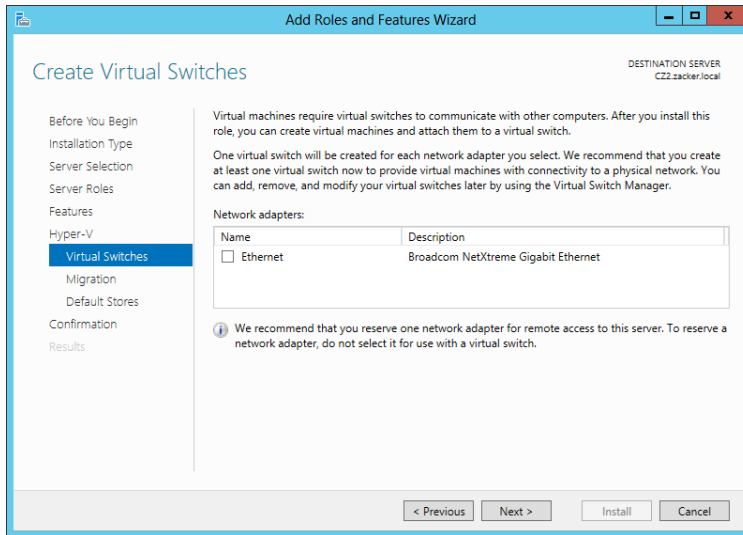 Add Roles and Features Wizard
Create Virtual Switches
DESTINATION SERVER
CZ2.zacker.local
Before You Begin
Installation Type
Server Selection
Server Roles
Features
Hyper-V
Virtual Switches
Migration
Default Stores
Confirmation
Results
Virtual machines require virtual switches to communicate with other computers. After you install this
role, you can create virtual machines and attach them to a virtual switch.
One virtual switch will be created for each network adapter you select. We recommend that you create
at least one virtual switch now to provide virtual machines with connectivity to a physical network. You
can add, remove, and modify your virtual switches later by using the Virtual Switch Manager.
Network adapters:
Name Description
Ethernet Broadcom NetXtreme Gigabit Ethernet
We recommend that you reserve one network adapter for remote access to this server. To reserve a
network adapter, do not select it for use with a virtual switch.
< Previous Next > Install Cancel